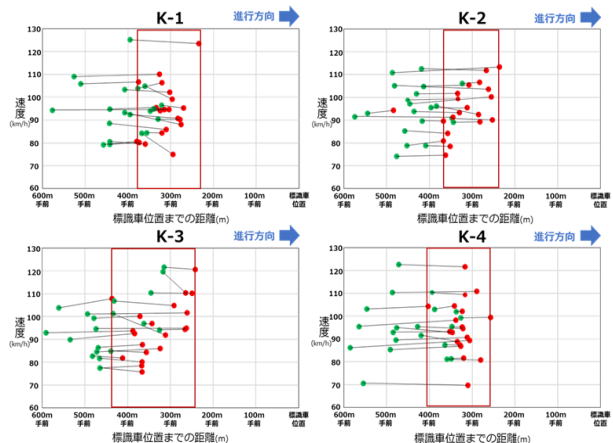 K-1
進行方向
130
120
110
100
90
80
70
60
速度
(km/h)
600m
手前
500m
手前
400m
手前
300m
手前
200m
手前
100m
手前
標識車
位置
標識車位置までの距離(m)
K-2
進行方向
130
120
110
100
90
80
70
60
速度
(km/h)
600m
手前
500m
手前
400m
手前
300m
手前
200m
手前
100m
手前
標識車
位置
標識車位置までの距離(m)
K-3
進行方向
130
120
110
100
90
80
70
60
速度
(km/h)
600m
手前
500m
手前
400m
手前
300m
手前
200m
手前
100m
手前
標識車
位置
標識車位置までの距離(m)
K-4
進行方向
130
120
110
100
90
80
70
60
速度
(km/h)
600m
手前
500m
手前
400m
手前
300m
手前
200m
手前
100m
手前
標識車
位置
標識車位置までの距離(m)